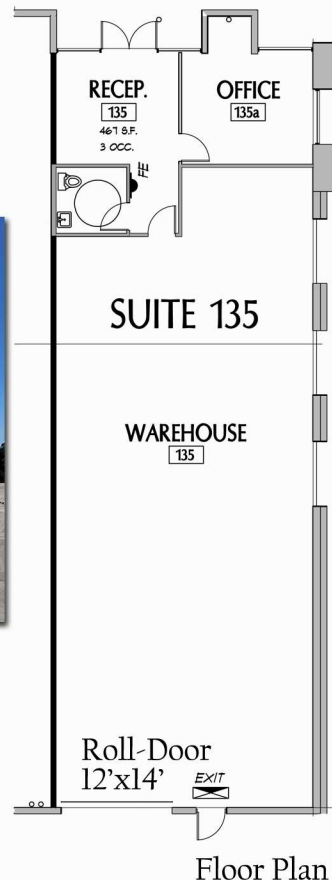 RECEP.
135
467 S.F.
3 OCC.
OFFICE
135a
FE
SUITE 135
WAREHOUSE
135
Roll-Door
12'x14'
EXIT
Floor Plan